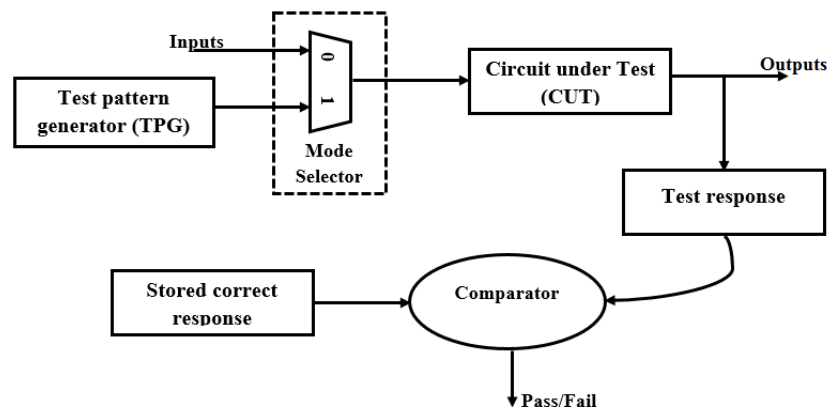 Inputs
0
1
Mode
Selector
Test pattern
generator (TPG)
Circuit under Test
(CUT)
Outputs
Test response
Stored correct
response
Comparator
Pass/Fail